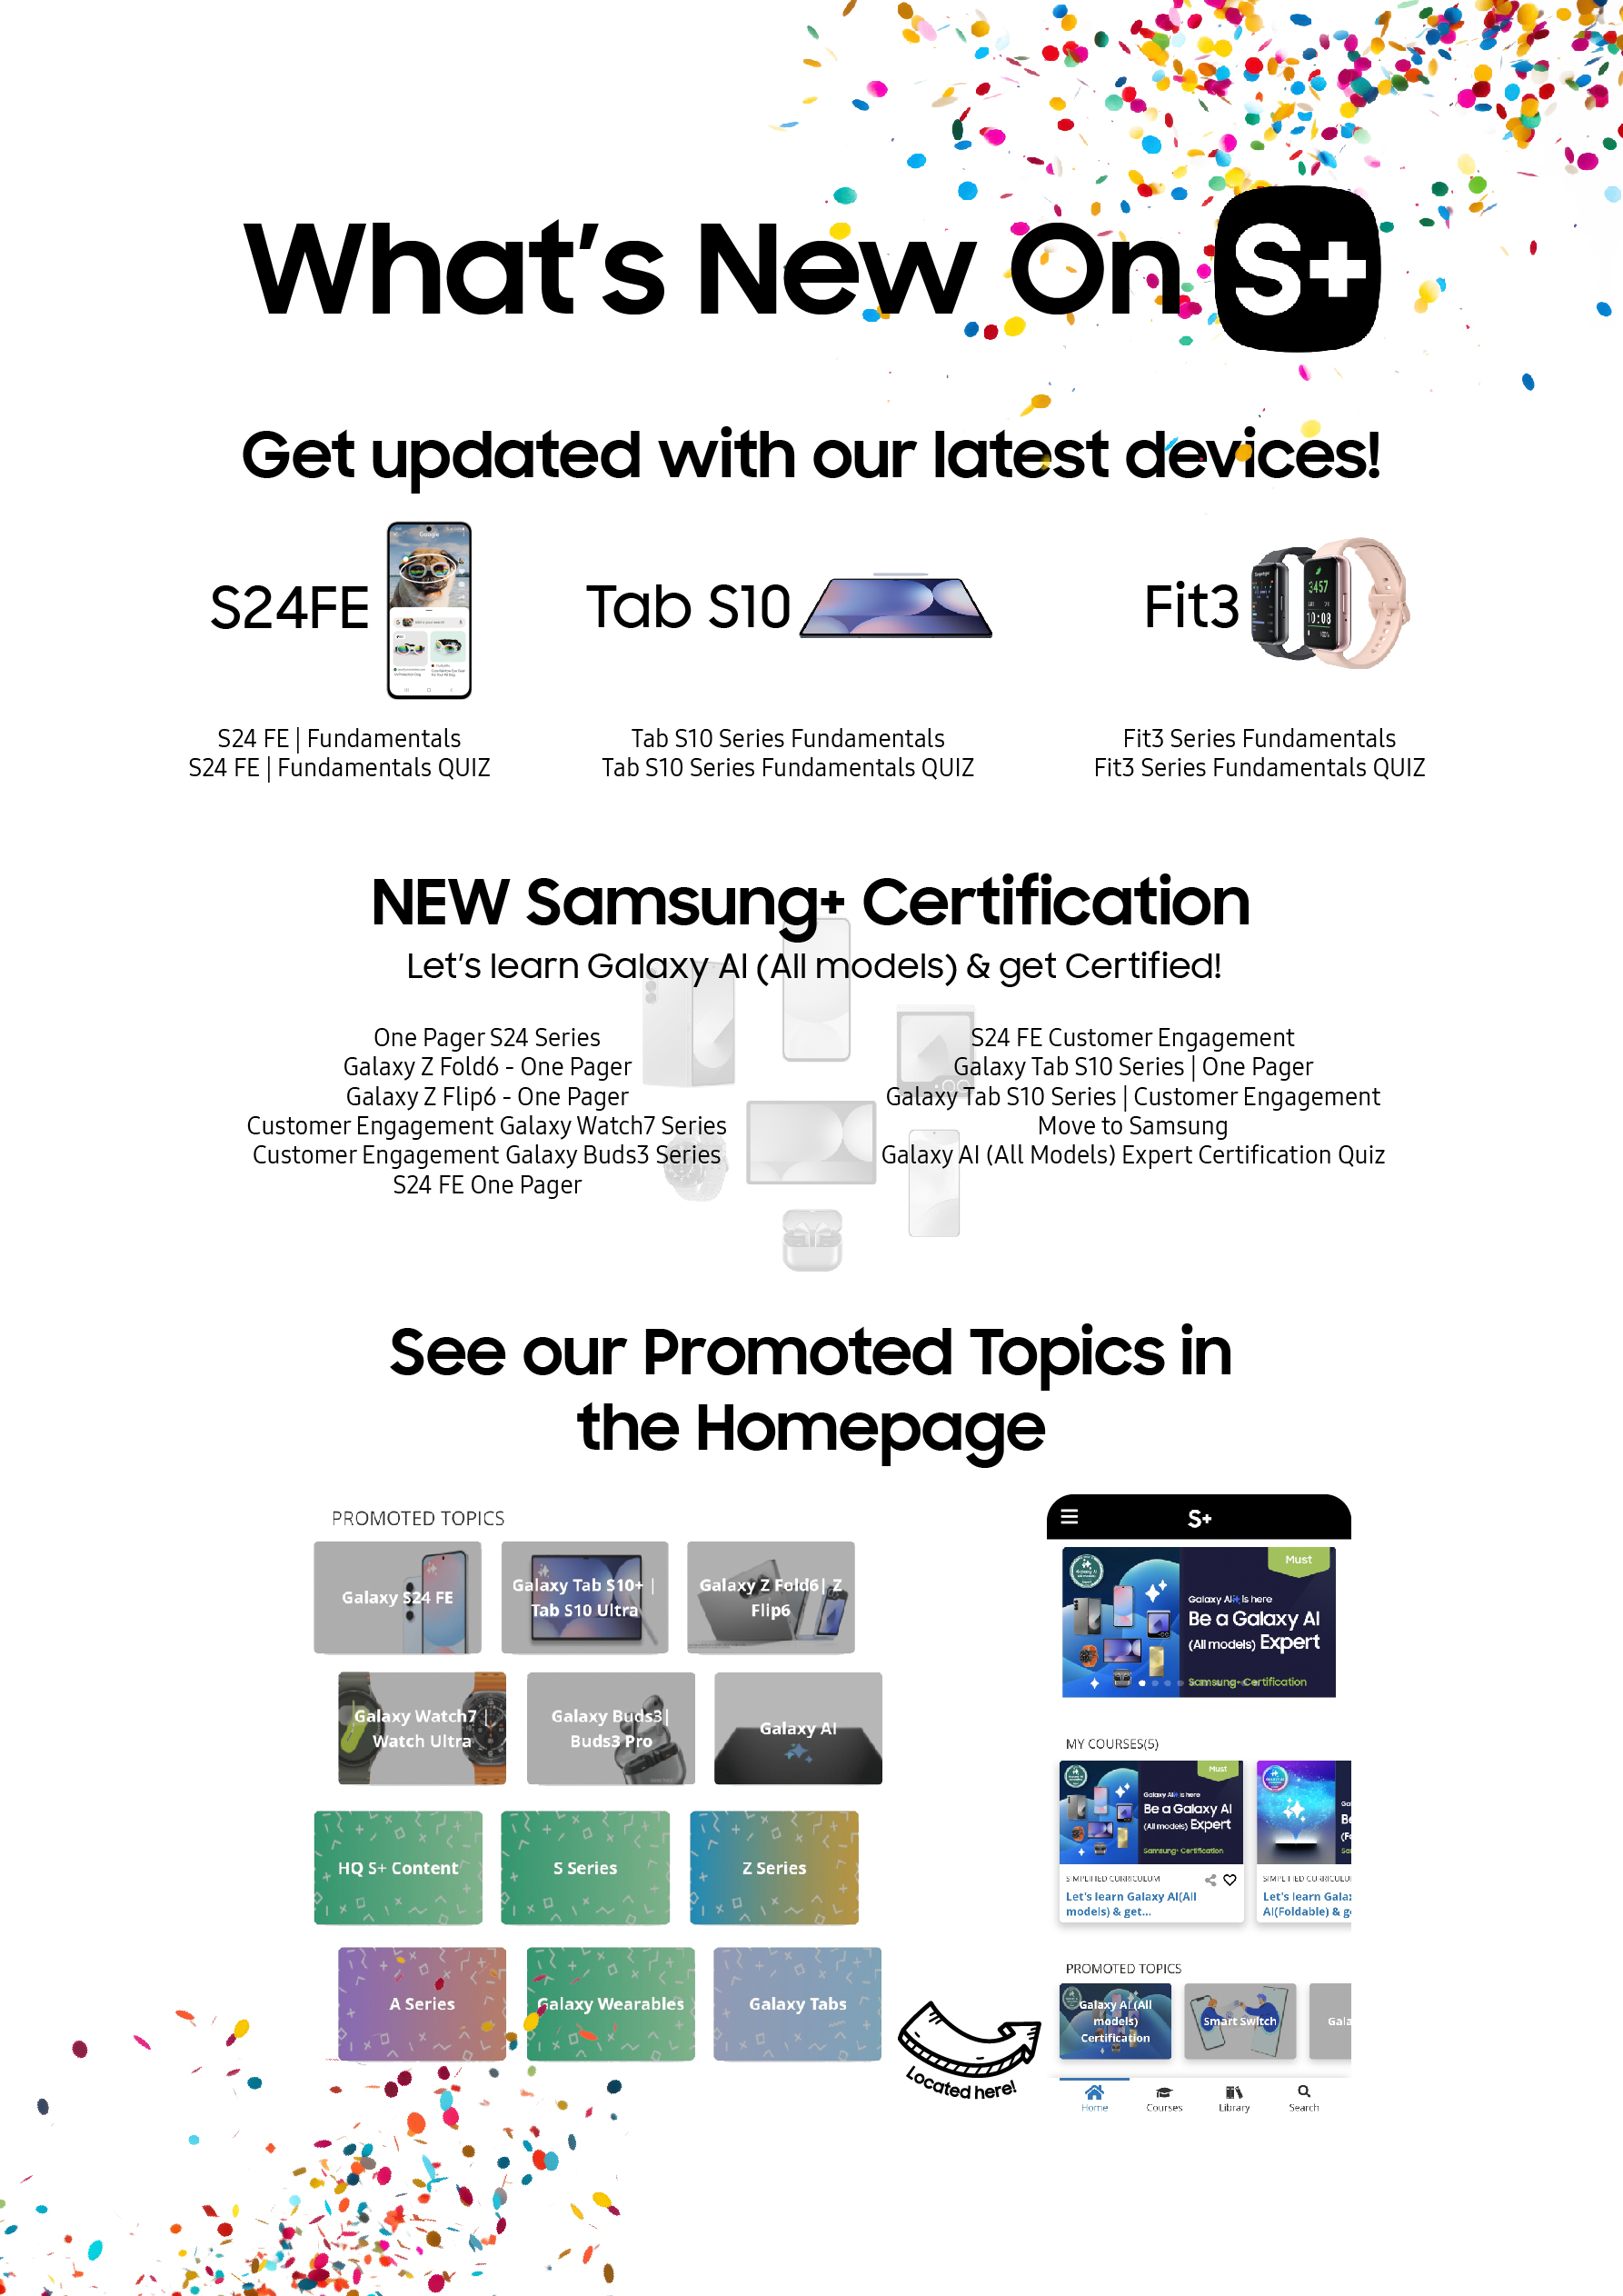 What's New On S+
Get updated with our latest devices!
S24FE
Google
Tab S10
Fit3
3457
10:08
S24 FE | Fundamentals
S24 FE | Fundamentals QUIZ
Tab S10 Series Fundamentals
Tab S10 Series Fundamentals QUIZ
Fit3 Series Fundamentals
Fit3 Series Fundamentals QUIZ
NEW Samsung+ Certification
Let's learn Galaxy AI (All models) & get Certified!
One Pager S24 Series
Galaxy Z Fold6 - One Pager
Galaxy Z Flip6 - One Pager
Customer Engagement Galaxy Watch7 Series
Customer Engagement Galaxy Buds3 Series
S24 FE One Pager
S24 FE Customer Engagement
Galaxy Tab S10 Series | One Pager
Galaxy Tab S10 Series | Customer Engagement
Move to Samsung
Galaxy AI (All Models) Expert Certification Quiz
See our Promoted Topics in
the Homepage
PROMOTED TOPICS
Galaxy S24 FE
Galaxy Tab S10+ |
Tab S10 Ultra
Galaxy Z Fold6| Z
Flip6
Galaxy Watch7 |
Watch Ultra
Galaxy Buds3|
Buds3 Pro
Galaxy AI
HQ S+ Content
S Series
Z Series
A Series
Galaxy Wearables
Galaxy Tabs
Located here!
S+
Must
Galaxy AI is here
Be a Galaxy AI
(All models) Expert
Samsung+ Certification
MY COURSES(5)
Must
Galaxy AI is here
Be a Galaxy AI
(All models) Expert
Samsung+ Certification
SIMPLIFIED CURRICULUM
Let's learn Galaxy AI(All
models) & get...
SIMPLIFIED CURRICULU
Let's learn Gala
AI(Foldable) & g
PROMOTED TOPICS
Galaxy AI (All
models)
Certification
Smart Switch
Gala
Home
Courses
Library
Search